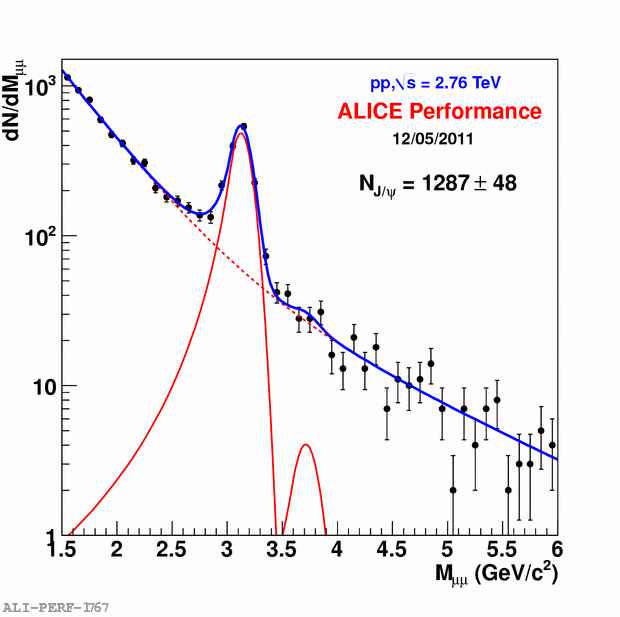 pp,√s = 2.76 TeV
ALICE Performance
12/05/2011
N_J/ψ = 1287 ± 48
dN/dM_μμ
10³
10²
10
1
1.5 2 2.5 3 3.5 4 4.5 5 5.5 6
M_μμ (GeV/c²)
ALI-PERF-1767